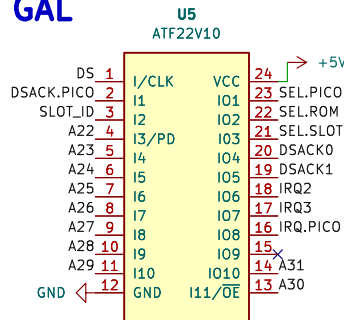 GAL
U5
ATF22V10
DS 1 I/CLK VCC 24 +5V
DSACK.PICO 2 I1 IO1 23 SEL.PICO
SLOT_ID 3 I2 IO2 22 SEL.ROM
A22 4 I3/PD IO3 21 SEL.SLOT
A23 5 I4 IO4 20 DSACK0
A24 6 I5 IO5 19 DSACK1
A25 7 I6 IO6 18 IRQ2
A26 8 I7 IO7 17 IRQ3
A27 9 I8 IO8 16 IRQ.PICO
A28 10 I9 IO9 15
A29 11 I10 IO10 14 A31
GND 12 GND I11/OE 13 A30